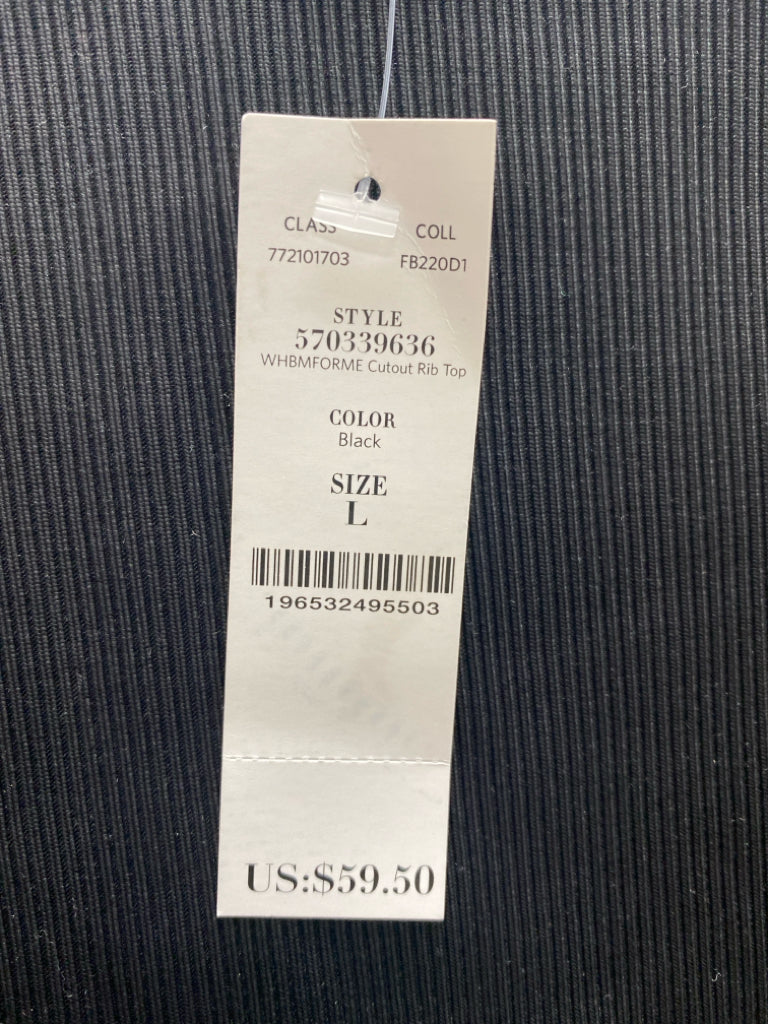 CLASS COLL
772101703 FB220D1
STYLE
570339636
WHBMFORME Cutout Rib Top
COLOR
Black
SIZE
L
196532495503
US:$59.50